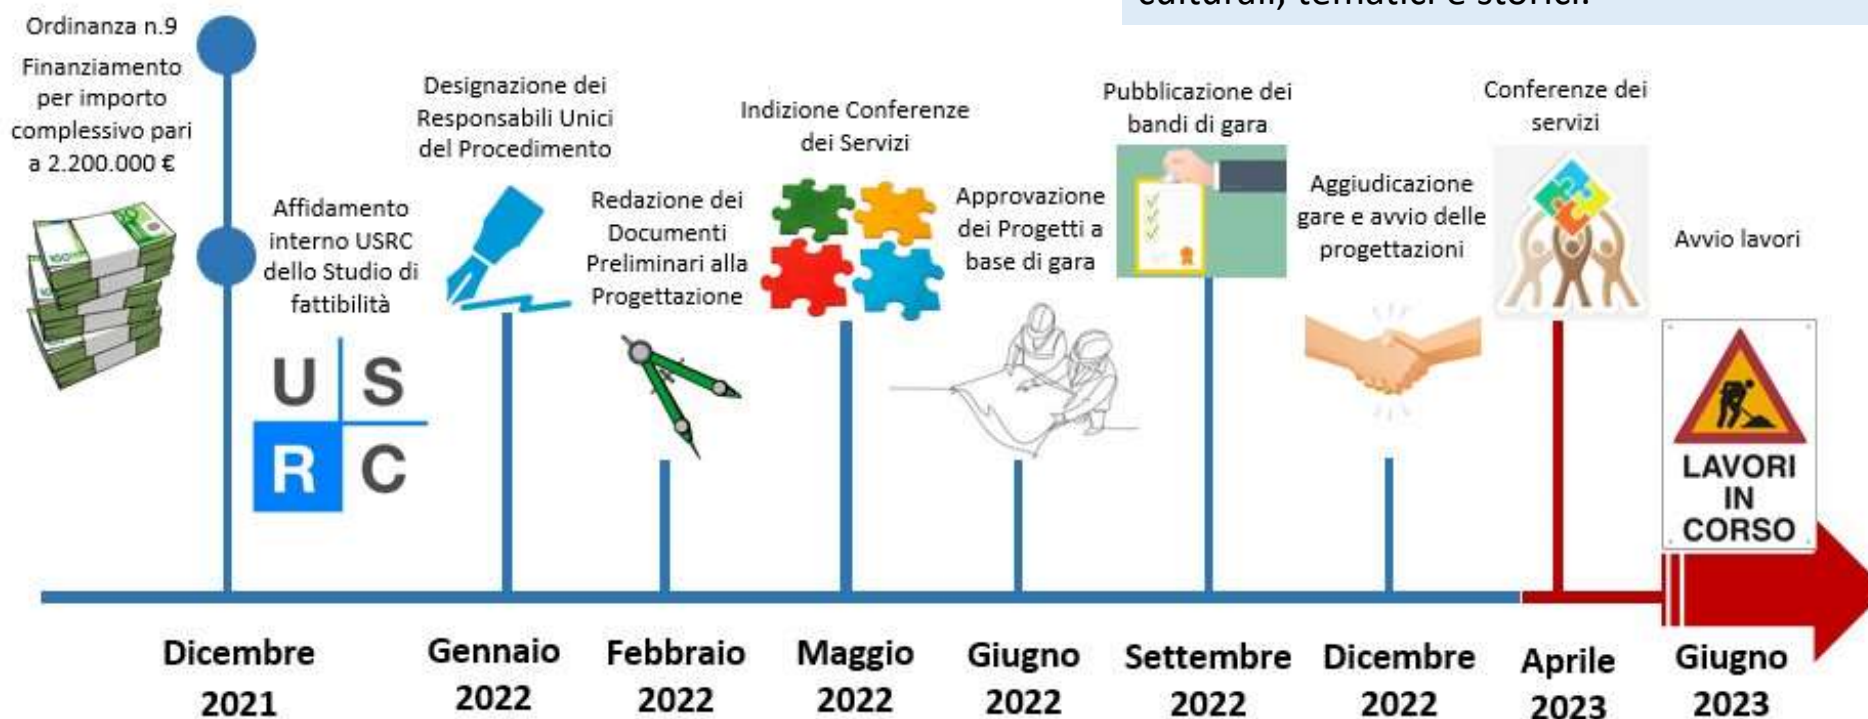 culturali, tematici e storici.
Ordinanza n.9
Finanziamento
per importo
complessivo pari
a 2.200.000 €
Affidamento
interno USRC
dello Studio di
fattibilità
U S
R C
Designazione dei
Responsabili Unici
del Procedimento
Redazione dei
Documenti
Preliminari alla
Progettazione
Indizione Conferenze
dei Servizi
Approvazione
dei Progetti a
base di gara
Pubblicazione dei
bandi di gara
Aggiudicazione
gare e avvio delle
progettazioni
Conferenze dei
servizi
Avvio lavori
LAVORI
IN
CORSO
Dicembre
2021
Gennaio
2022
Febbraio
2022
Maggio
2022
Giugno
2022
Settembre
2022
Dicembre
2022
Aprile
2023
Giugno
2023